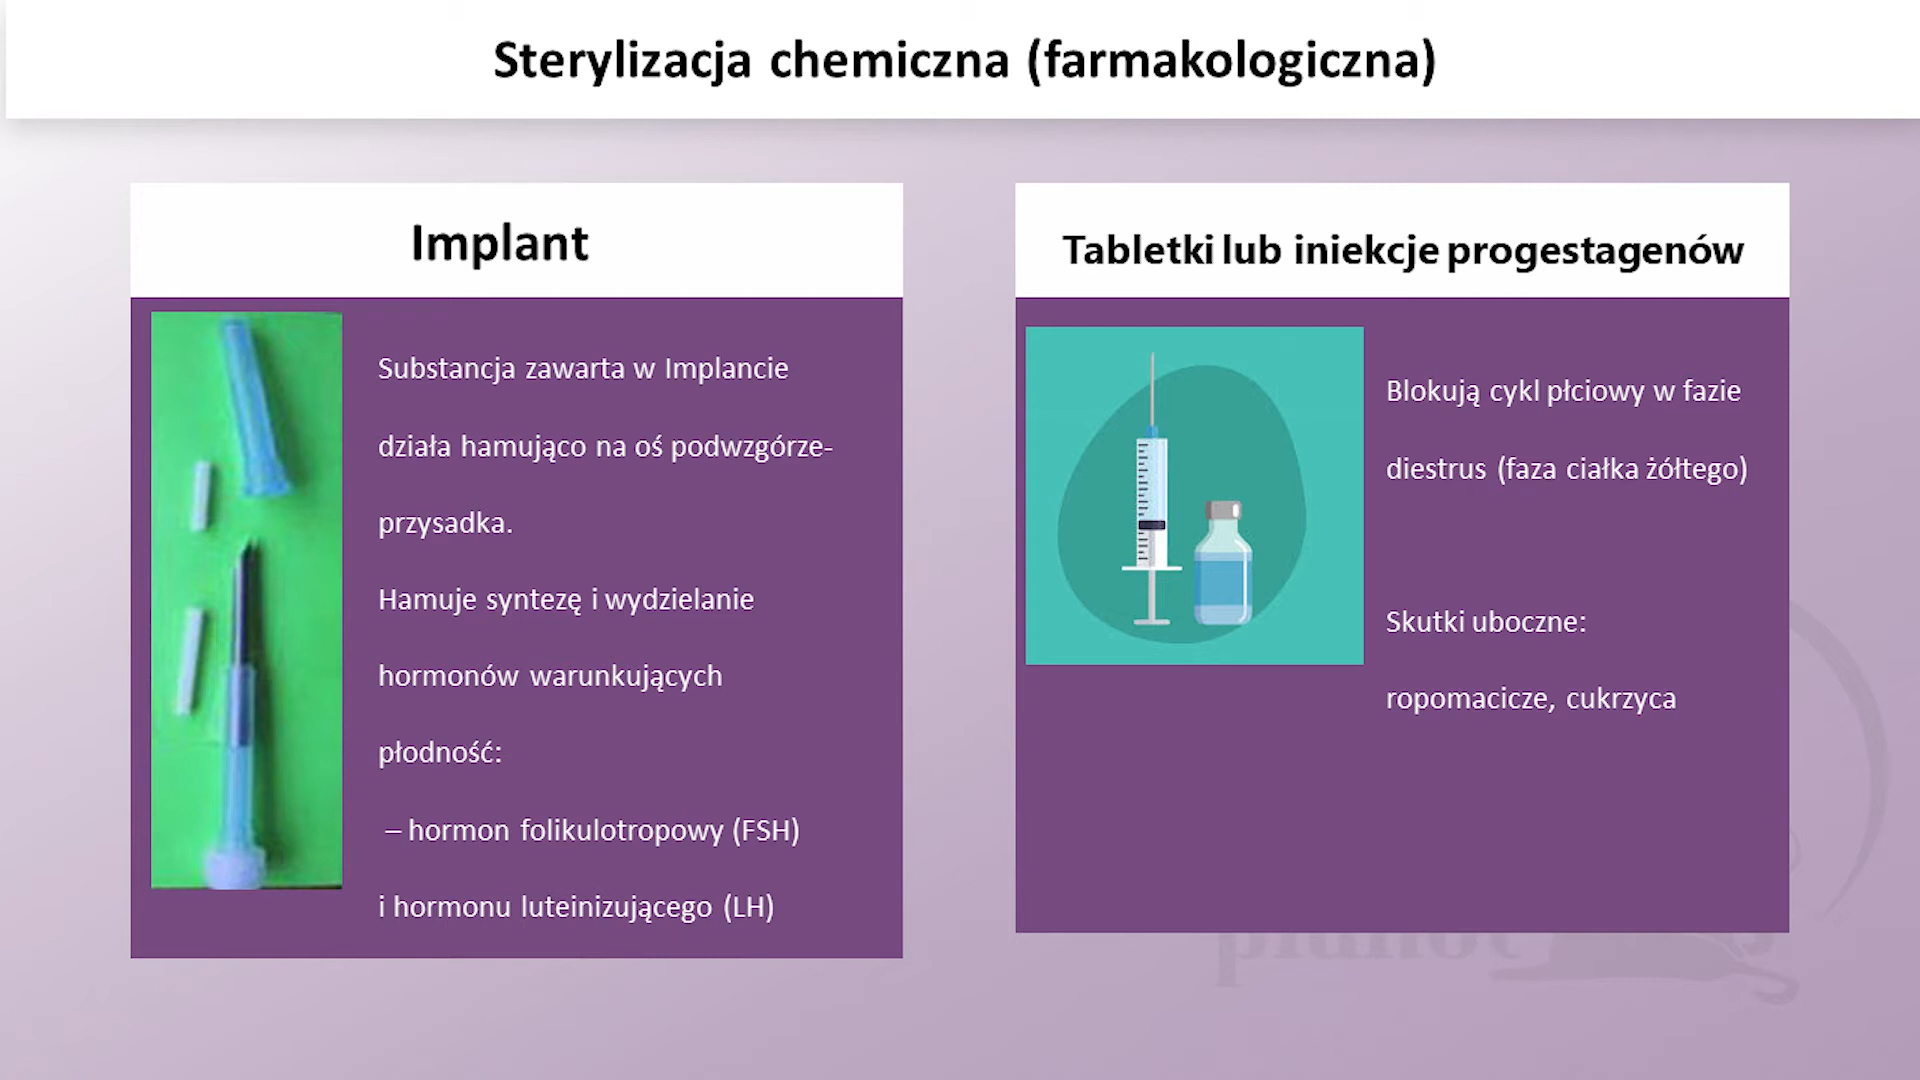 Sterylizacja chemiczna (farmakologiczna)
Implant
Substancja zawarta w Implancie
działa hamująco na oś podwzgórze-
przysadka.
Hamuje syntezę i wydzielanie
hormonów warunkujących
płodność:
– hormon folikulotropowy (FSH)
i hormonu luteinizującego (LH)
Tabletki lub iniekcje progestagenów
Blokują cykl płciowy w fazie
diestrus (faza ciałka żółtego)
Skutki uboczne:
ropomacicze, cukrzyca